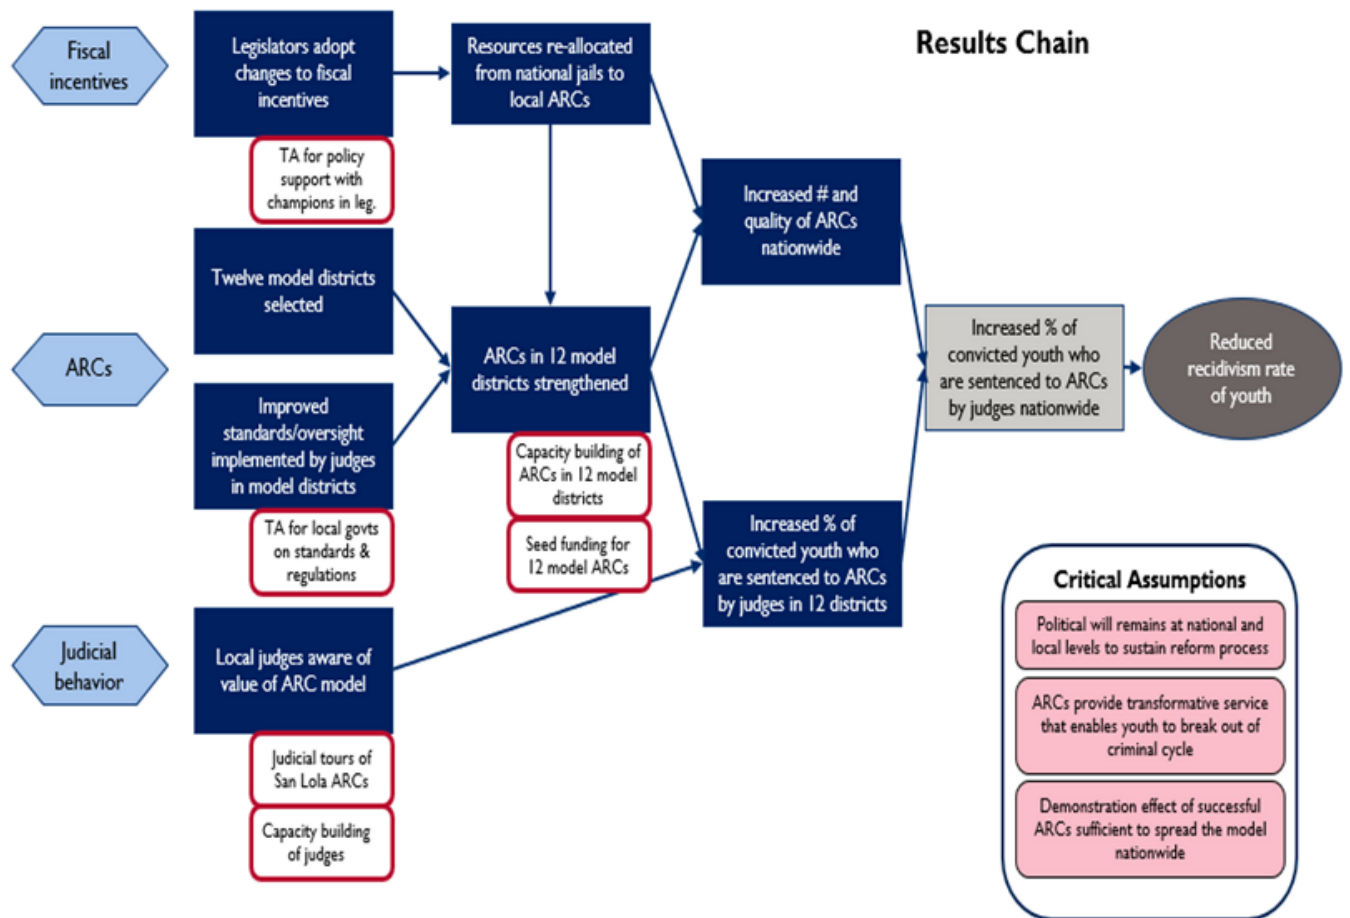 Results Chain
Fiscal
incentives
Legislators adopt
changes to fiscal
incentives
TA for policy
support with
champions in leg.
Resources re-allocated
from national jails to
local ARCs
Increased # and
quality of ARCs
nationwide
ARCs
Twelve model districts
selected
Improved
standards/oversight
implemented by judges
in model districts
TA for local govts
on standards &
regulations
ARCs in 12 model
districts strengthened
Capacity building of
ARCs in 12 model
districts
Seed funding for
12 model ARCs
Increased % of
convicted youth who
are sentenced to ARCs
by judges in 12 districts
Increased % of
convicted youth who
are sentenced to ARCs
by judges nationwide
Reduced
recidivism rate
of youth
Judicial
behavior
Local judges aware of
value of ARC model
Judicial tours of
San Lola ARCs
Capacity building
of judges
Critical Assumptions
Political will remains at national and
local levels to sustain reform process
ARCs provide transformative service
that enables youth to break out of
criminal cycle
Demonstration effect of successful
ARCs sufficient to spread the model
nationwide